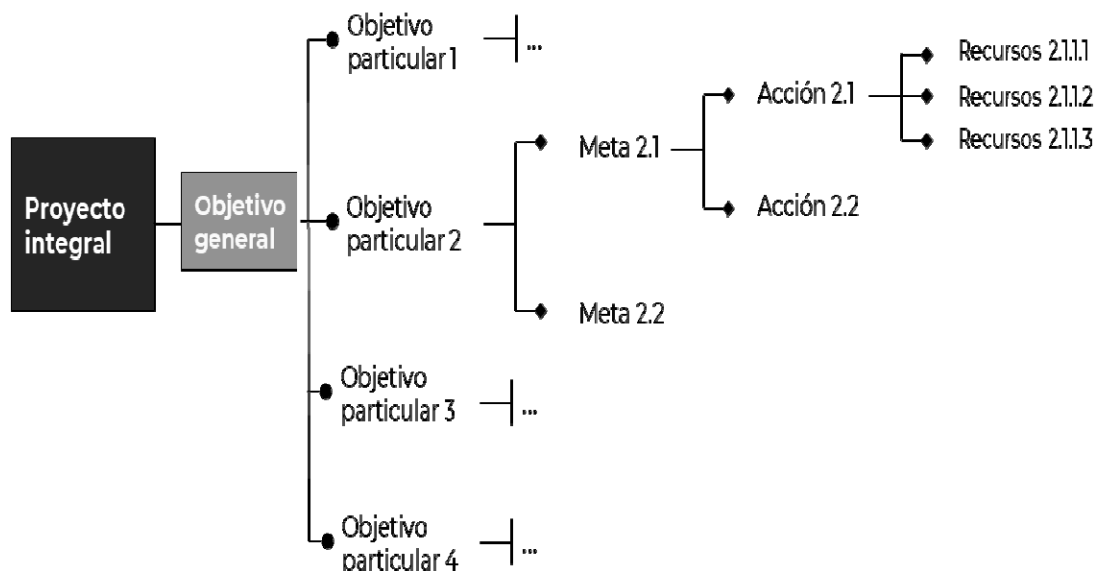 Proyecto
integral
Objetivo
general
Objetivo
particular 1
...
Objetivo
particular 2
Meta 2.1
Acción 2.1
Recursos 2.1.1.1
Recursos 2.1.1.2
Recursos 2.1.1.3
Acción 2.2
Meta 2.2
Objetivo
particular 3
...
Objetivo
particular 4
...